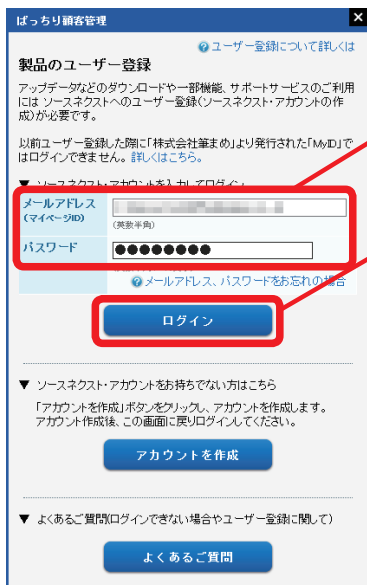 ばっちり顧客管理
ユーザー登録について詳しくは
製品のユーザー登録
アップデータなどのダウンロードや一部機能、サポートサービスのご利用
には ソースネクストへのユーザー登録(ソースネクスト・アカウントの作
成)が必要です。
以前ユーザー登録した際に「株式会社筆まめ」より発行された「MyID」で
はログインできません。詳しくはこちら。
▼ ソースネクスト・アカウントを入力してログイン
メールアドレス
(マイページID)
(英数半角)
パスワード
●●●●●●●●
メールアドレス、パスワードをお忘れの場合
ログイン
▼ ソースネクスト・アカウントをお持ちでない方はこちら
「アカウントを作成」ボタンをクリックし、アカウントを作成します。
アカウント作成後、この画面に戻りログインしてください。
アカウントを作成
▼ よくあるご質問(ログインできない場合やユーザー登録に関して)
よくあるご質問